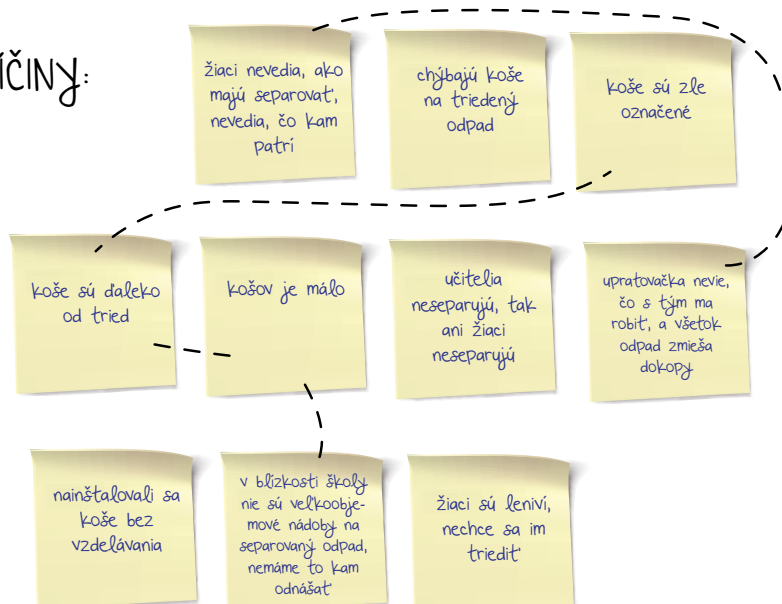 ÍČINY:
žiaci nevedia, ako
majú separovať,
nevedia, čo kam
patrí
chýbajú koše
na triedený
odpad
koše sú zle
označené
koše sú ďaleko
od tried
košov je málo
učitelia
neseparujú, tak
ani žiaci
neseparujú
upratovačka nevie,
čo s tým ma
robiť, a všetok
odpad zmieša
dokopy
nainštalovali sa
koše bez
vzdelávania
v blízkosti školy
nie sú veľkoobje-
mové nádoby na
separovaný odpad,
nemáme to kam
odnášať
žiaci sú leniví,
nechce sa im
triediť